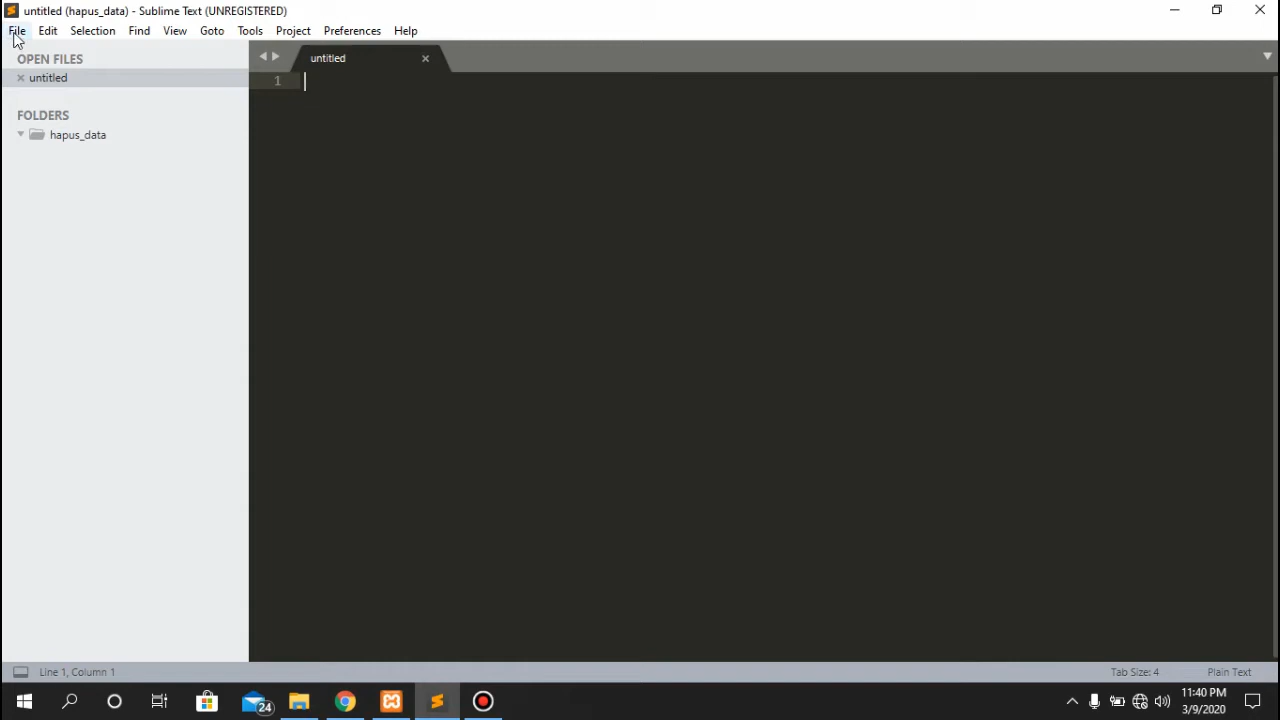 untitled (hapus_data) - Sublime Text (UNREGISTERED)
File Edit Selection Find View Goto Tools Project Preferences Help
OPEN FILES
untitled
FOLDERS
hapus_data
untitled
1
Line 1, Column 1
Tab Size: 4 Plain Text
24
11:40 PM
3/9/2020